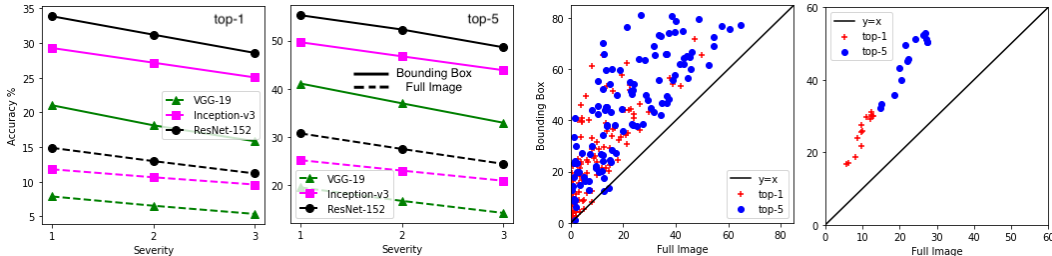 top-1
35
30
25
20
15
10
5
Accuracy %
VGG-19
Inception-v3
ResNet-152
1 2 3
Severity
top-5
50
40
30
20
Bounding Box
Full Image
VGG-19
Inception-v3
ResNet-152
1 2 3
Severity
80
60
40
20
0
Bounding Box
y=x
top-1
top-5
0 20 40 60 80
Full Image
y=x
top-1
top-5
60
40
20
0
0 10 20 30 40 50 60
Full Image